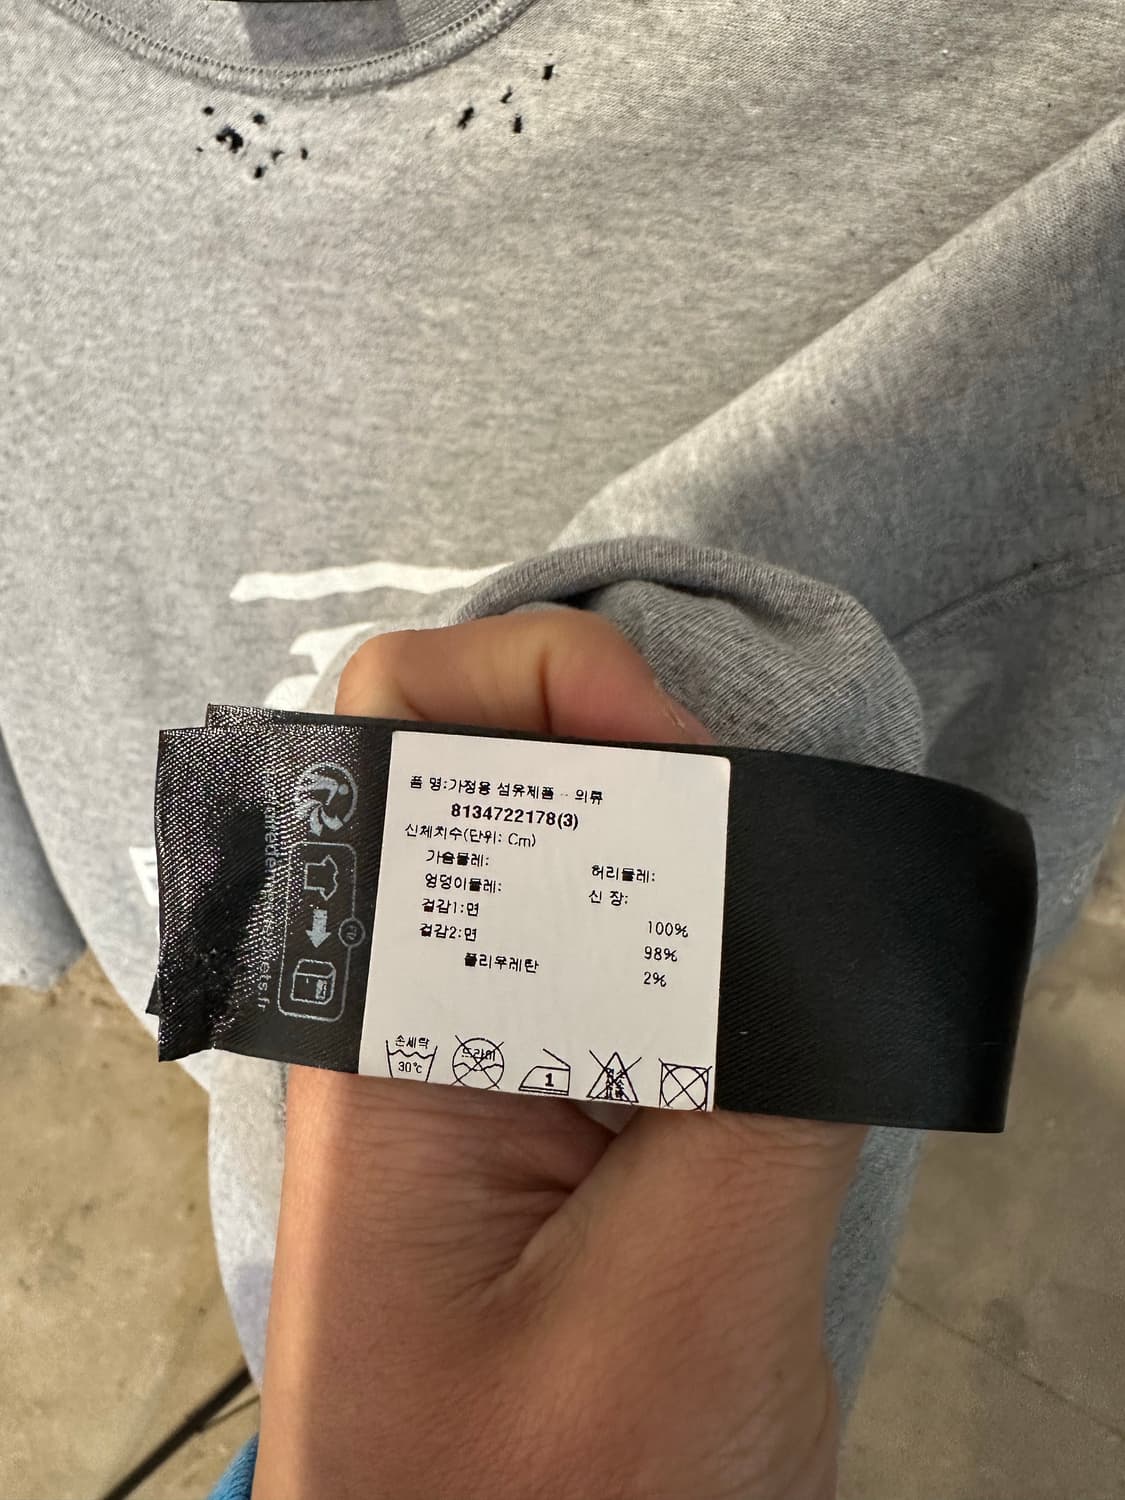 품 명:가정용 섬유제품 - 의류
8134722178(3)
신체치수(단위: Cm)
가슴둘레:
허리둘레:
엉덩이둘레:
신 장:
겉감1:면 100%
겉감2:면 98%
폴리우레탄 2%
손세탁
30℃
드라이
1
FR